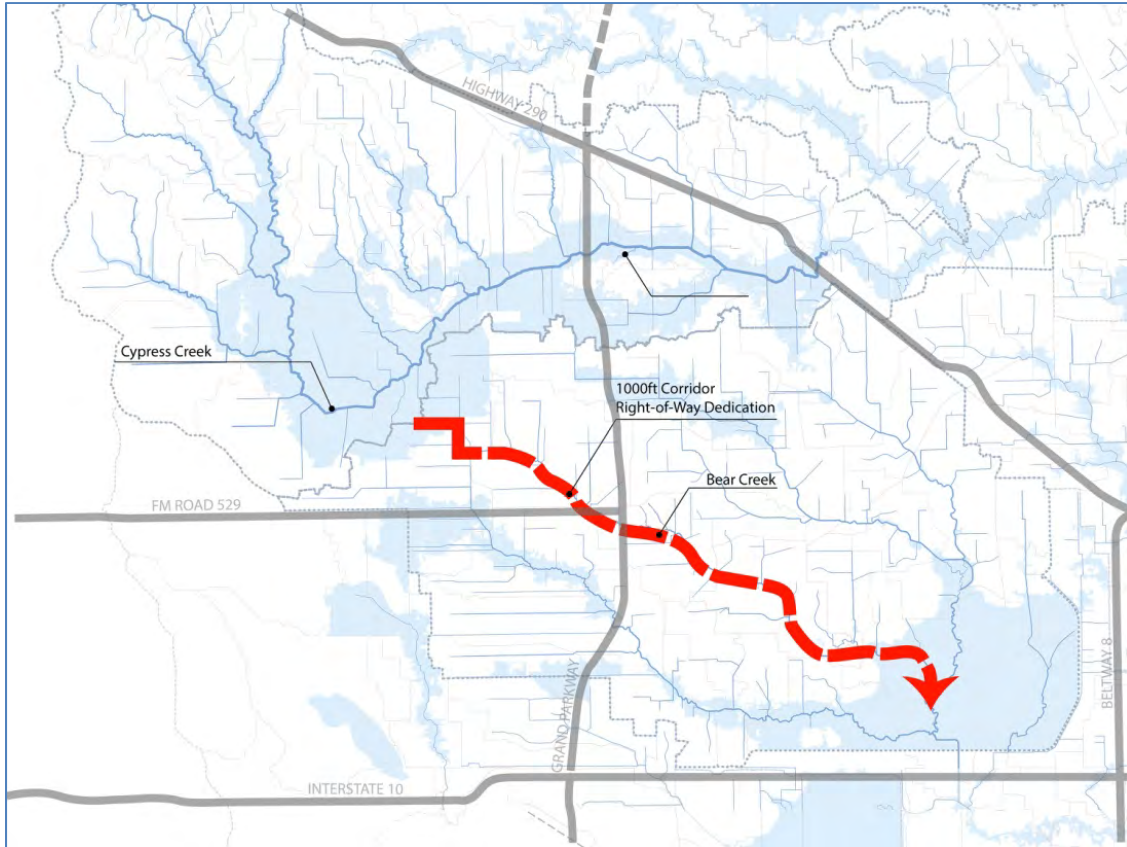 HIGHWAY 290
Cypress Creek
1000ft Corridor
Right-of-Way Dedication
Bear Creek
FM ROAD 529
GRAND PARKWAY
BELTWAY 8
INTERSTATE 10